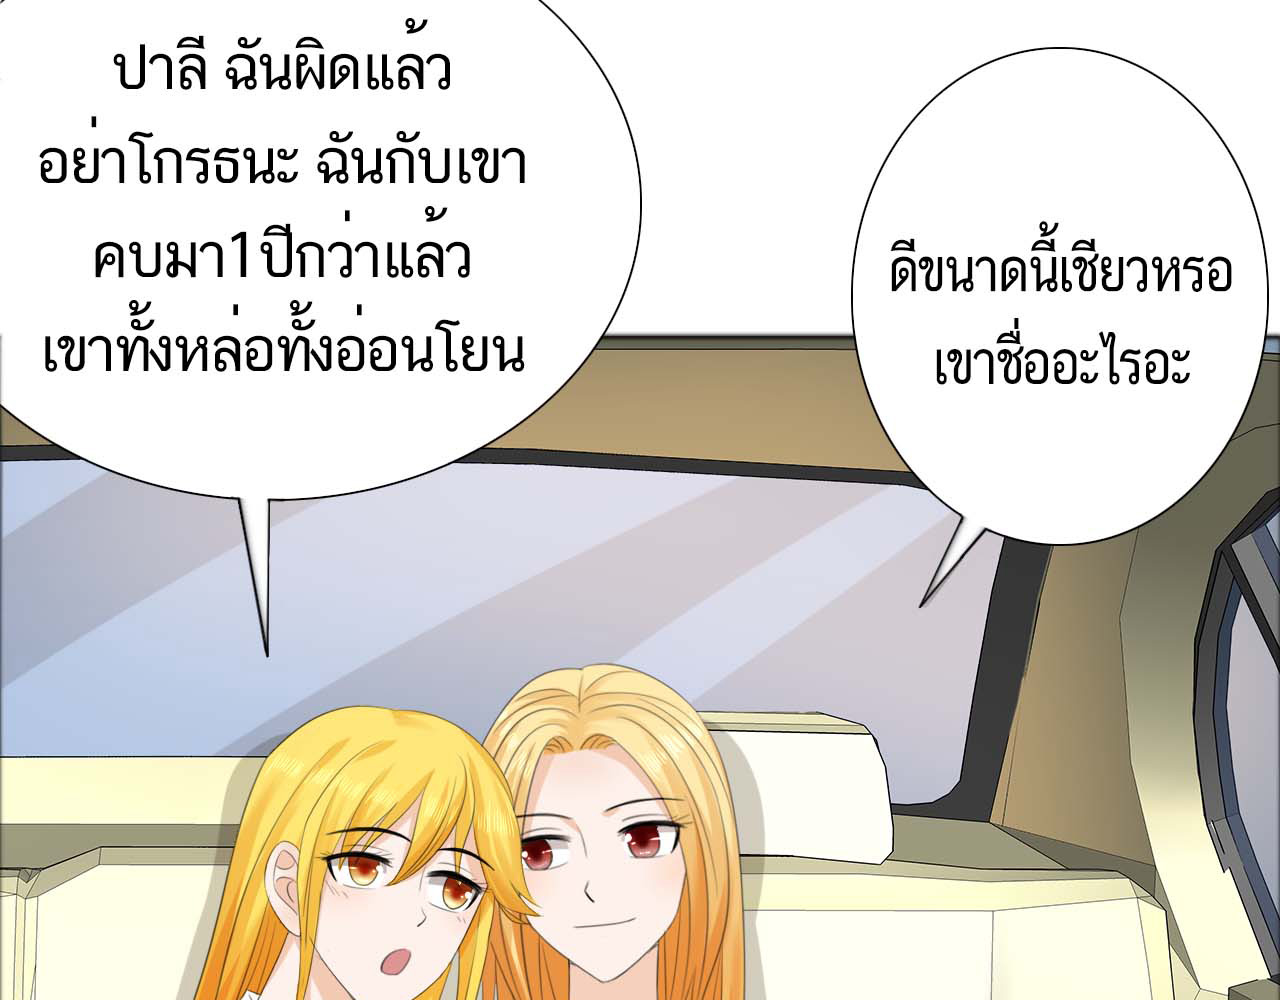 ปาลี ฉันผิดแล้ว
อย่าโกรธนะ ฉันกับเขา
คบมา1ปีกว่าแล้ว
เขาทั้งหล่อทั้งอ่อนโยน
ดีขนาดนี้เชียวหรอ
เขาชื่ออะไรอะ